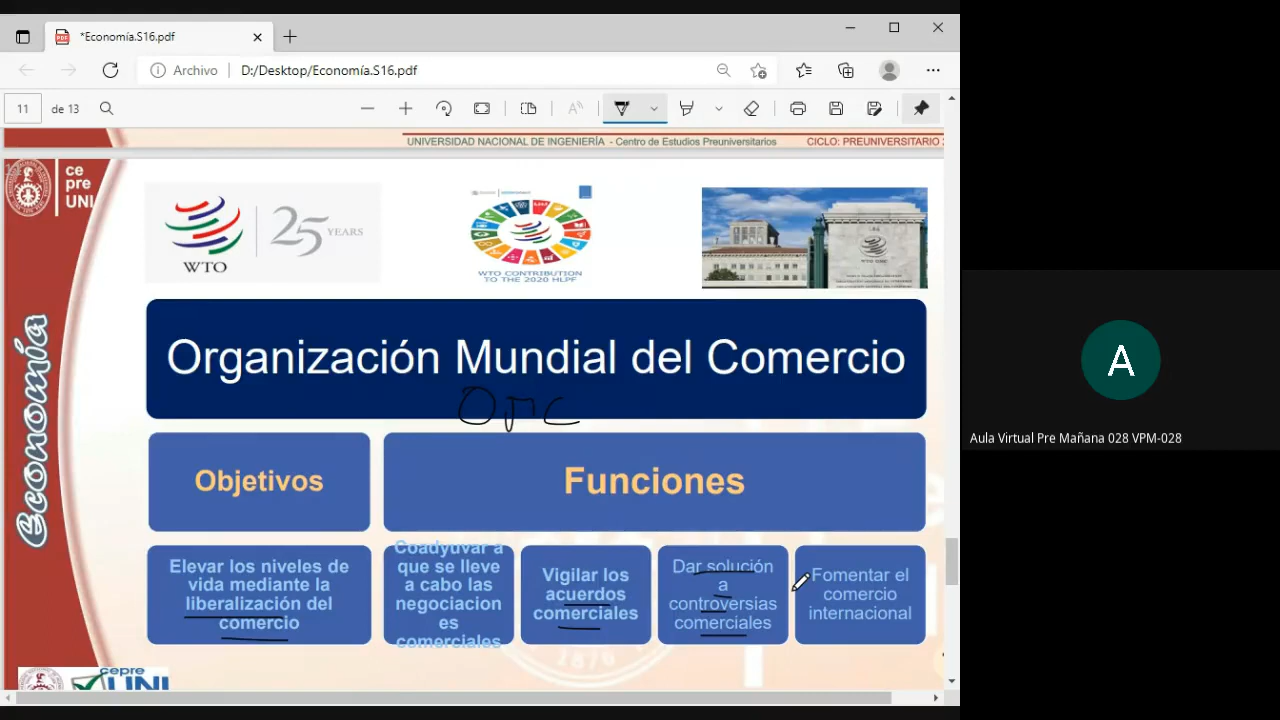 *Economía.S16.pdf
Archivo D:/Desktop/Economía.S16.pdf
11 de 13
UNIVERSIDAD NACIONAL DE INGENIERÍA - Centro de Estudios Preuniversitarios CICLO: PREUNIVERSITARIO
ce
pre
UNI
Economía
WTO
25 YEARS
WTO CONTRIBUTION
TO THE 2020 HLPF
Organización Mundial del Comercio
OMC
Objetivos
Funciones
Elevar los niveles de
vida mediante la
liberalización del
comercio
Coadyuvar a
que se lleve
a cabo las
negociacion
es
comerciales
Vigilar los
acuerdos
comerciales
Dar solución
a
controversias
comerciales
Fomentar el
comercio
internacional
1876
cepre
UNI
A
Aula Virtual Pre Mañana 028 VPM-028